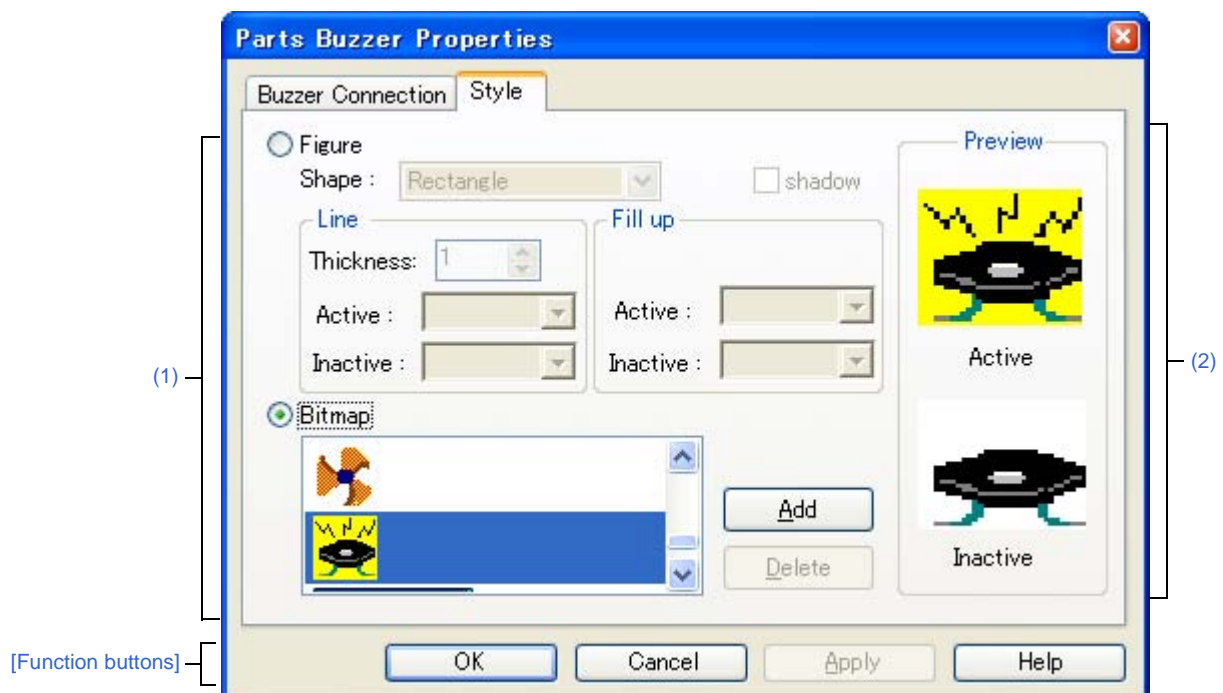 Parts Buzzer Properties
Buzzer Connection Style
Figure
Shape : Rectangle shadow
Line
Thickness: 1
Active :
Inactive :
Fill up
Active :
Inactive :
Bitmap
Add
Delete
Preview
Active
Inactive
(1)
(2)
[Function buttons]
OK Cancel Apply Help